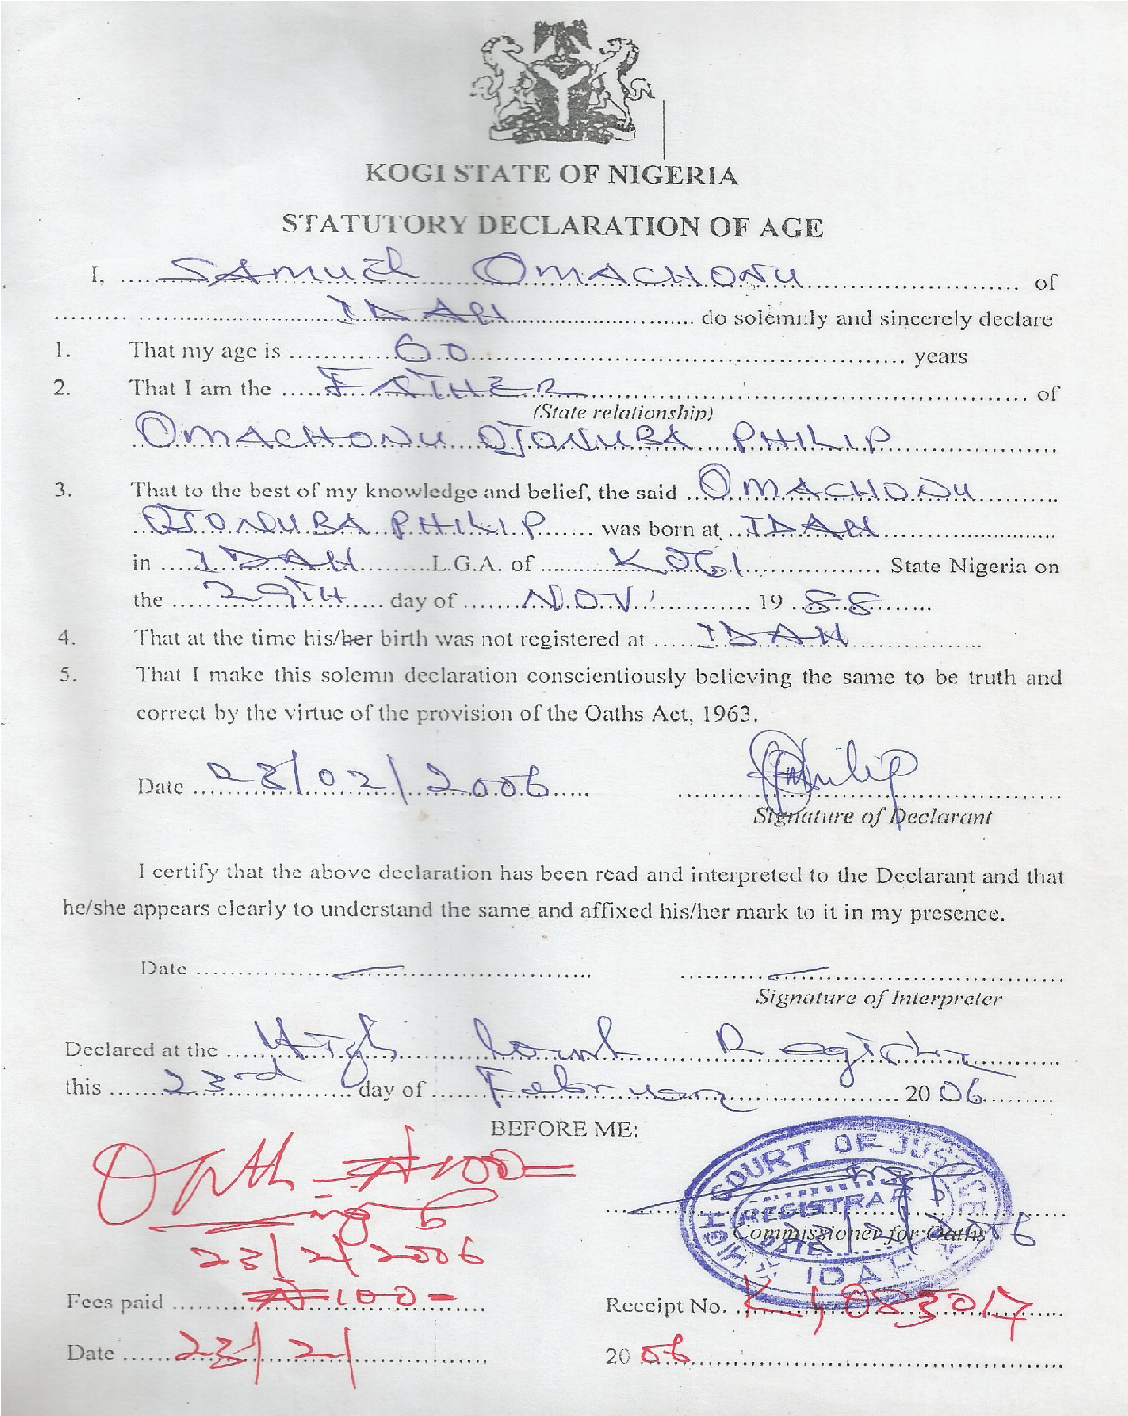 KOGI STATE OF NIGERIA
STATUTORY DECLARATION OF AGE
I, SAMUEL OMACHONU of
IDAH do solemnly and sincerely declare
1. That my age is 60 years
2. That I am the FATHER of
(State relationship)
OMACHONU OJONUBA PHILIP
3. That to the best of my knowledge and belief, the said OMACHONU
OJONUBA PHILIP was born at IDAH
in IDAH L.G.A. of KOGI State Nigeria on
the 29TH day of NOV. 19 88
4. That at the time his/her birth was not registered at IDAH
5. That I make this solemn declaration conscientiously believing the same to be truth and
correct by the virtue of the provision of the Oaths Act, 1963.
Date 23/02/2006 Philip
Signature of Declarant
I certify that the above declaration has been read and interpreted to the Declarant and that
he/she appears clearly to understand the same and affixed his/her mark to it in my presence.
Date
Signature of Interpreter
Declared at the High Court Registry
this 23rd day of February 20 06
BEFORE ME:
HIGH COURT OF JUSTICE
REGISTRAR
Oath ₦100=
23/2/2006
Commissioner for Oaths
DATE 23/2/2006
IDAH
Fees paid ₦100= Receipt No.
Date 23/2/ 20 06